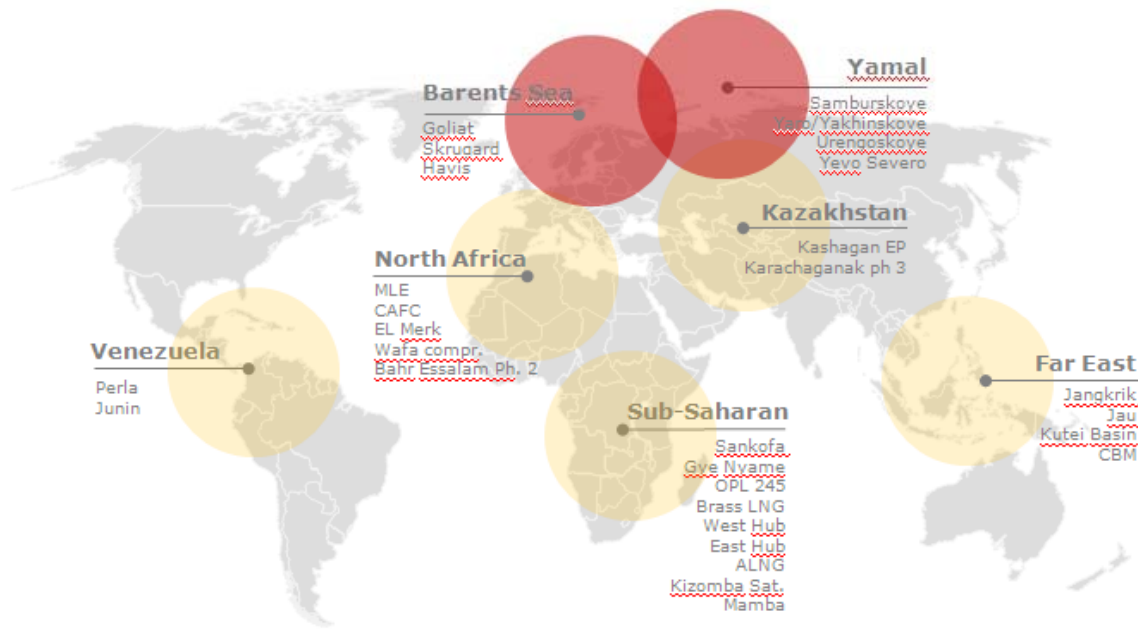 Yamal
Samburskoye
Yaro/Yakhinskoye
Urengoskoye
Yevo Severo
Barents Sea
Goliat
Skrugard
Havis
Kazakhstan
Kashagan EP
Karachaganak ph 3
North Africa
MLE
CAFC
EL Merk
Wafa compr.
Bahr Essalam Ph. 2
Venezuela
Perla
Junin
Far East
Jangkrik
Jau
Kutei Basin
CBM
Sub-Saharan
Sankofa
Gye Nyame
OPL 245
Brass LNG
West Hub
East Hub
ALNG
Kizomba Sat.
Mamba